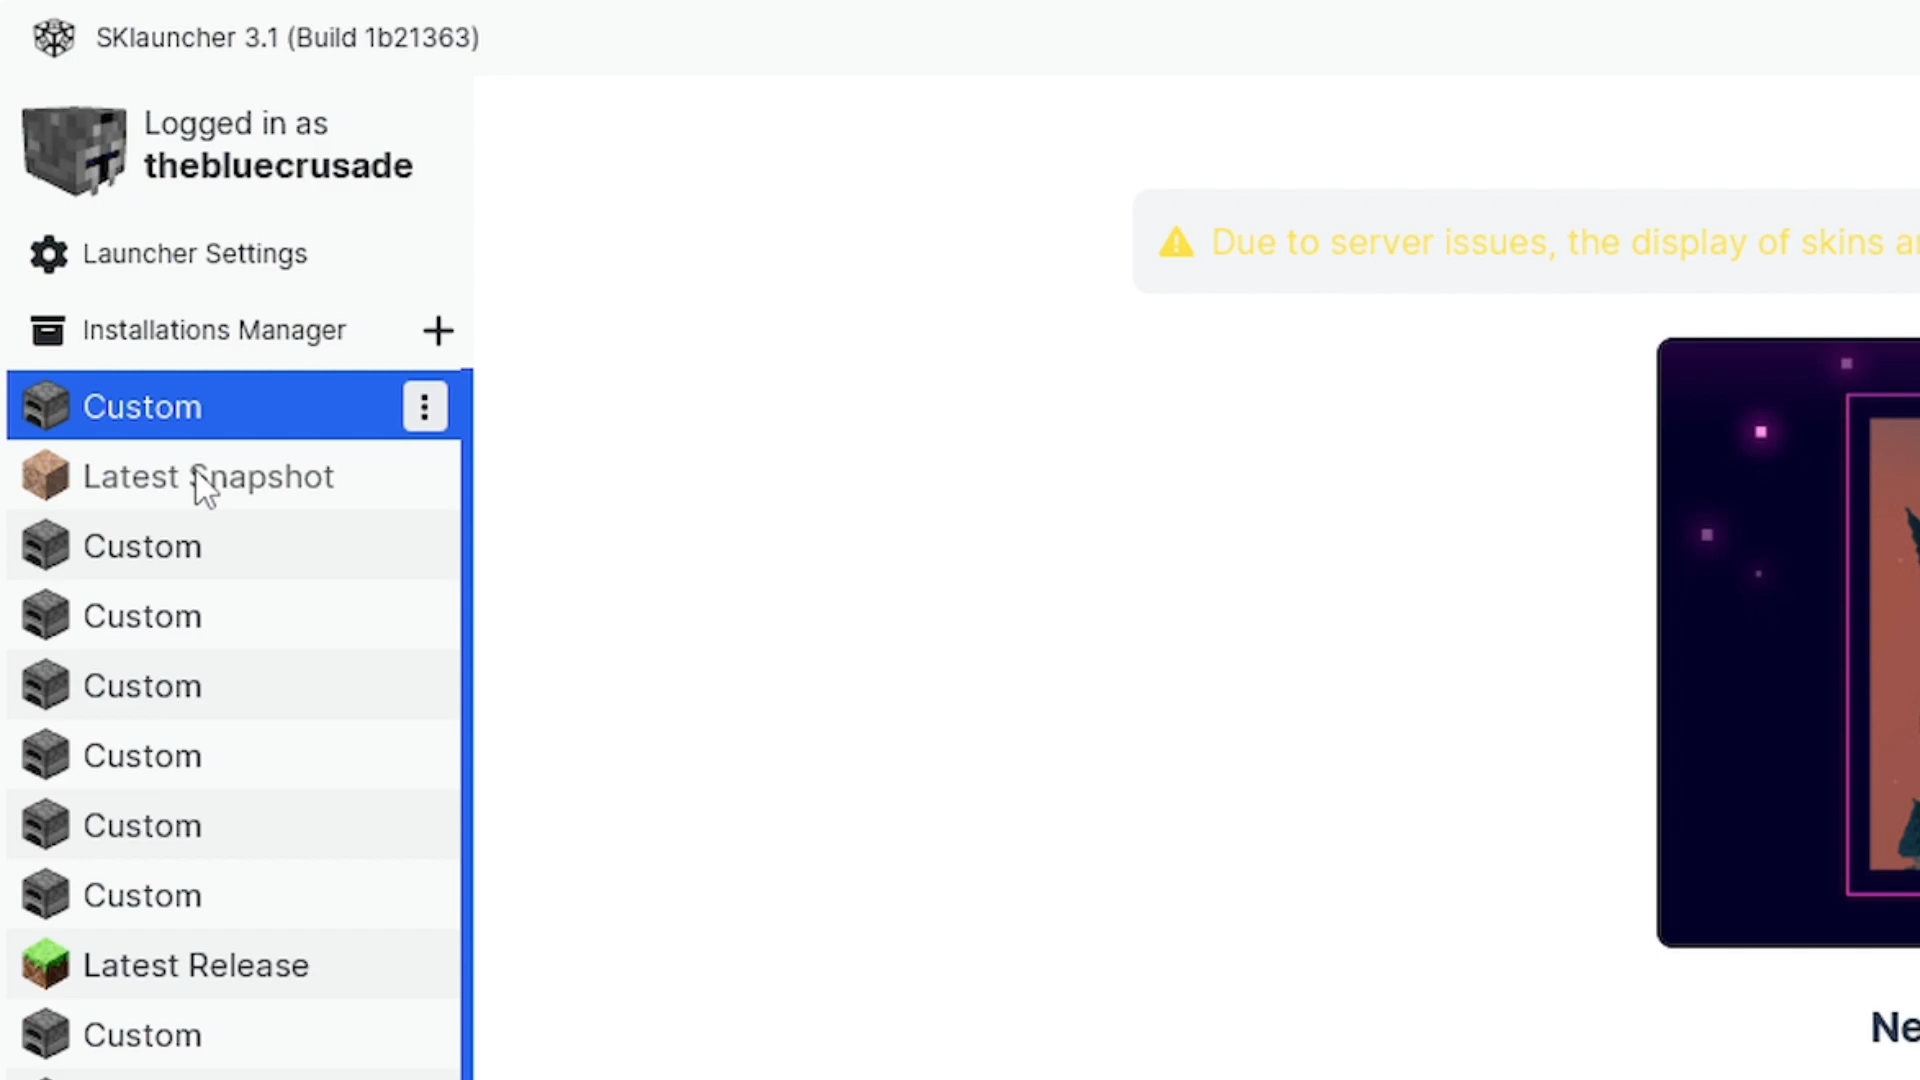 SKlauncher 3.1 (Build 1b21363)
Logged in as
thebluecrusade
Launcher Settings
Installations Manager
Due to server issues, the display of skins
Custom
Latest Snapshot
Custom
Custom
Custom
Custom
Custom
Custom
Latest Release
Custom
Ne